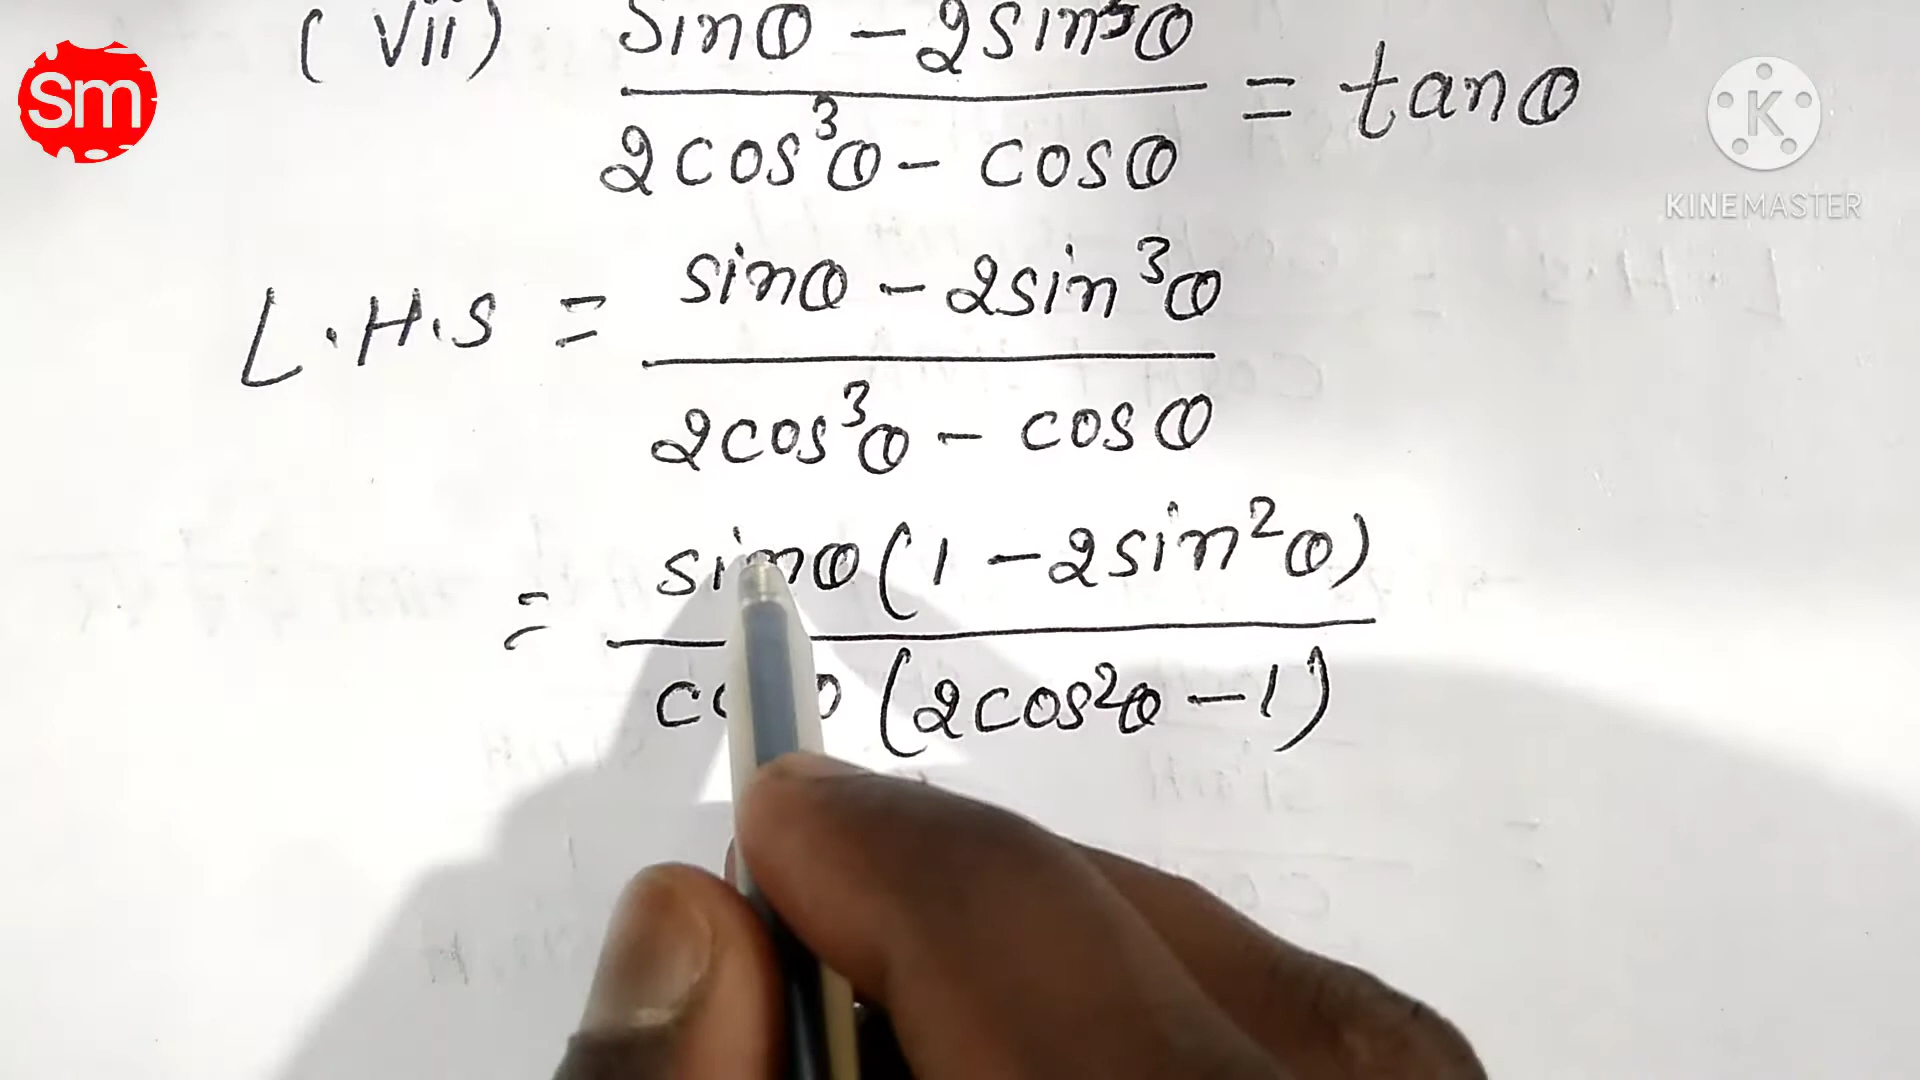 Sm
(vii) sinθ - 2sin³θ / 2cos³θ - cosθ = tanθ
KINEMASTER
L.H.S = sinθ - 2sin³θ / 2cos³θ - cosθ
= sinθ(1 - 2sin²θ) / (2cos²θ - 1)